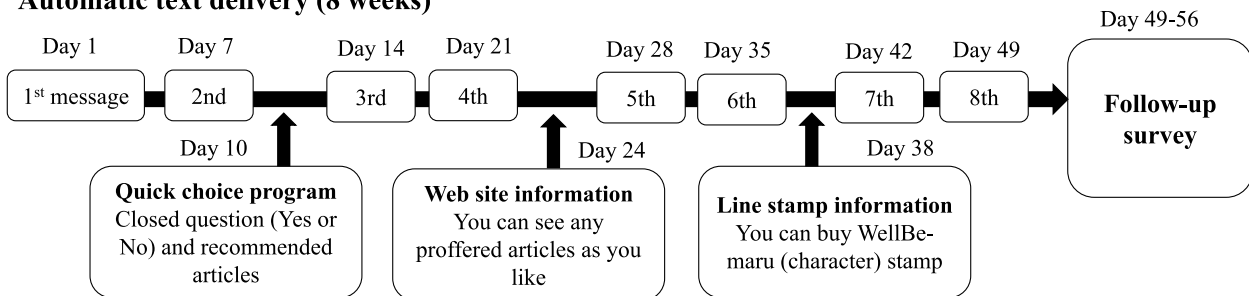 Automatic text delivery (8 weeks)
Day 1
Day 7
Day 14
Day 21
Day 28
Day 35
Day 42
Day 49
Day 49-56
1st message
2nd
3rd
4th
5th
6th
7th
8th
Follow-up
survey
Day 10
Day 24
Day 38
Quick choice program
Closed question (Yes or
No) and recommended
articles
Web site information
You can see any
proffered articles as you
like
Line stamp information
You can buy WellBe-
maru (character) stamp